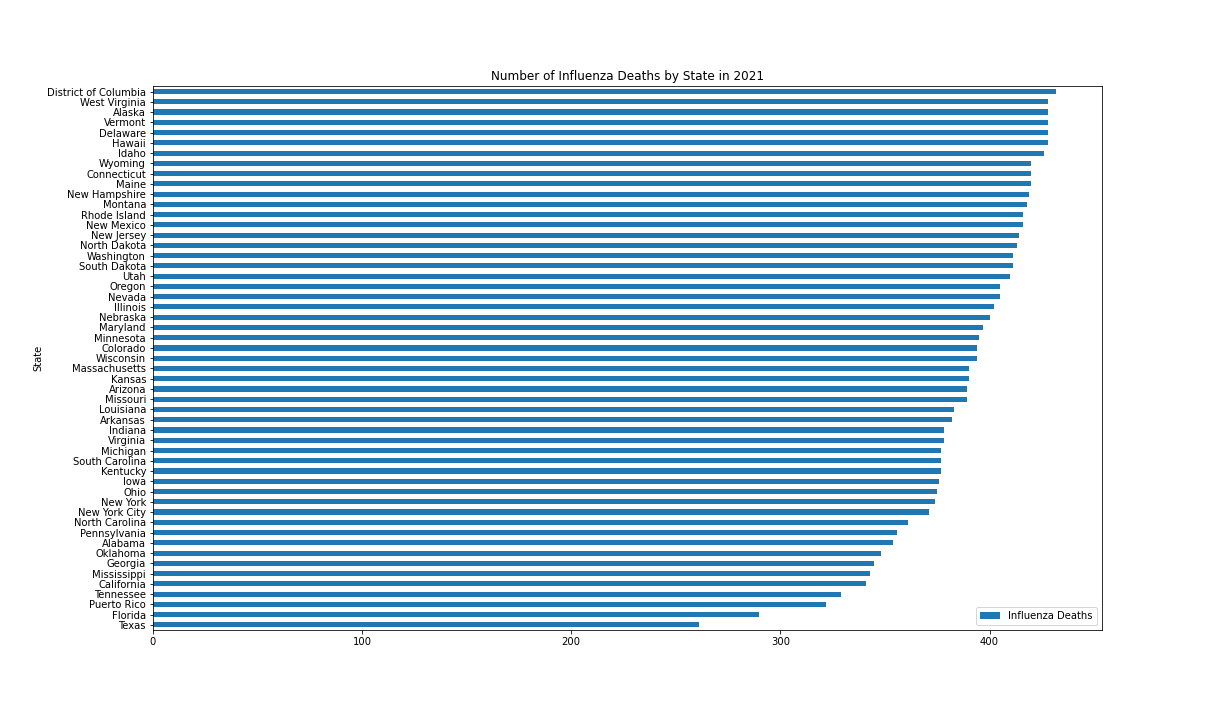 Number of Influenza Deaths by State in 2021
State
District of Columbia
West Virginia
Alaska
Vermont
Delaware
Hawaii
Idaho
Wyoming
Connecticut
Maine
New Hampshire
Montana
Rhode Island
New Mexico
New Jersey
North Dakota
Washington
South Dakota
Utah
Oregon
Nevada
Illinois
Nebraska
Maryland
Minnesota
Colorado
Wisconsin
Massachusetts
Kansas
Arizona
Missouri
Louisiana
Arkansas
Indiana
Virginia
Michigan
South Carolina
Kentucky
Iowa
Ohio
New York
New York City
North Carolina
Pennsylvania
Alabama
Oklahoma
Georgia
Mississippi
California
Tennessee
Puerto Rico
Florida
Texas
Influenza Deaths
0 100 200 300 400